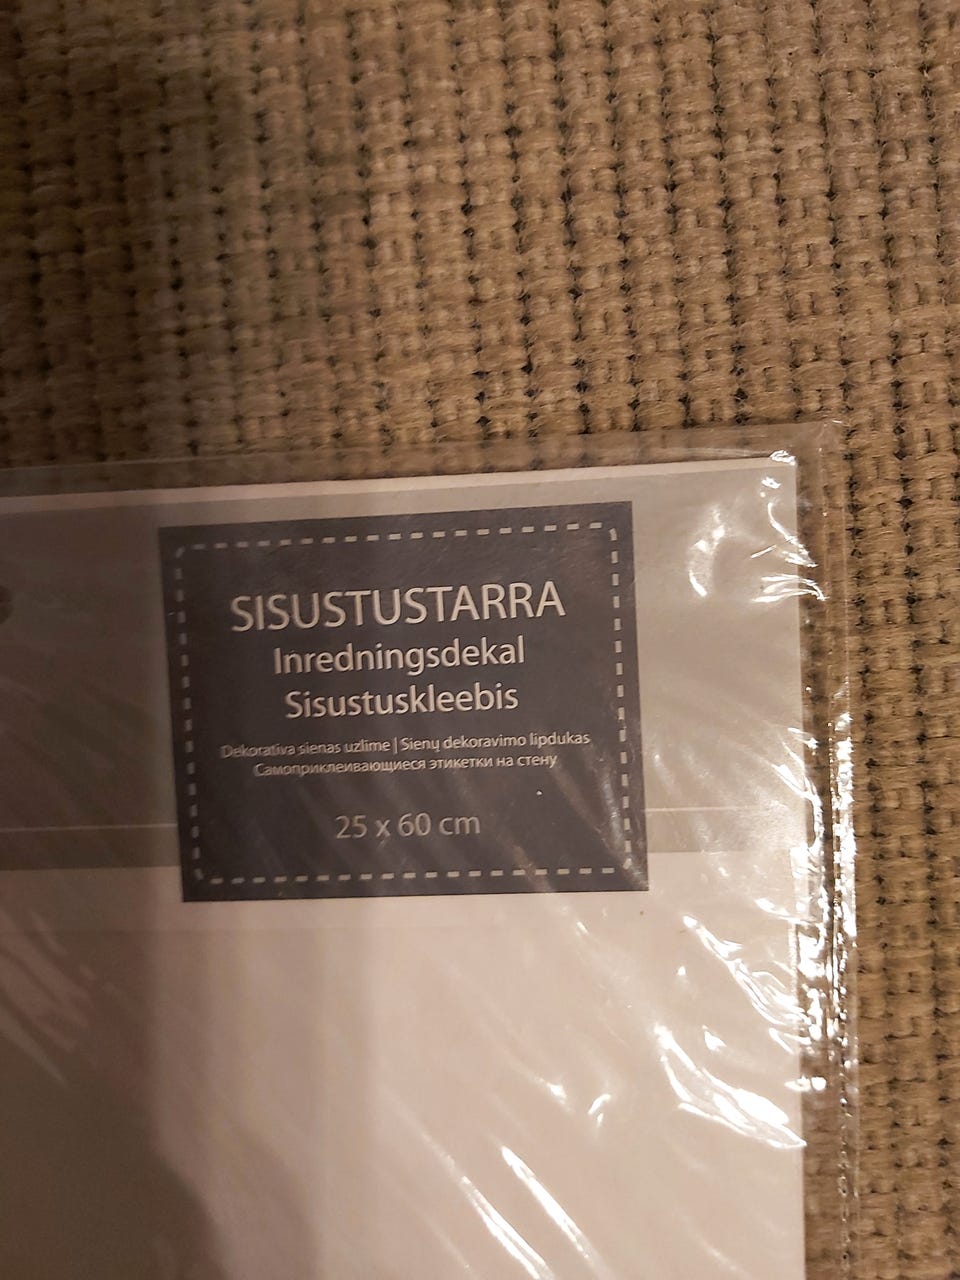 SISUSTUSTARRA
Inredningsdekal
Sisustuskleebis
Dekoratīva sienas uzlīme | Sienų dekoravimo lipdukas
Самоприклеивающиеся этикетки на стену
25 x 60 cm